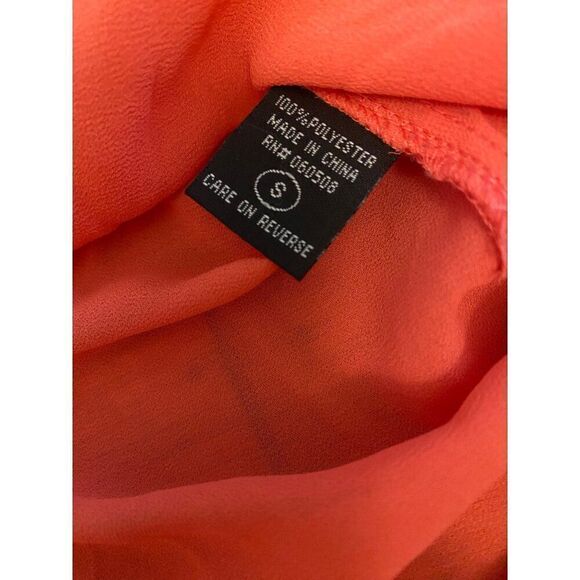 100%POLYESTER
MADE IN CHINA
RN# 060508
S
CARE ON REVERSE